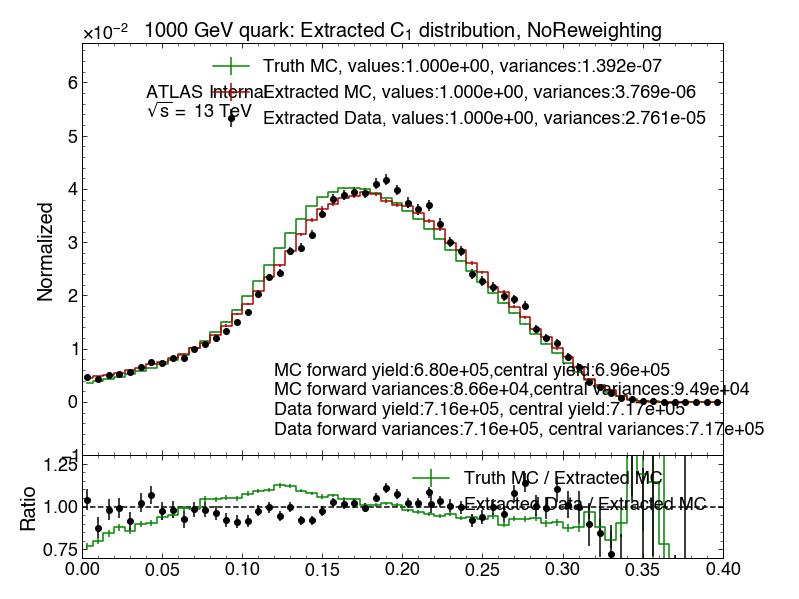 ×10⁻² 1000 GeV quark: Extracted C₁ distribution, NoReweighting
Truth MC, values:1.000e+00, variances:1.392e-07
ATLAS Internal
Extracted MC, values:1.000e+00, variances:3.769e-06
√s = 13 TeV
Extracted Data, values:1.000e+00, variances:2.761e-05
6
5
4
3
2
1
0
-1
Normalized
MC forward yield:6.80e+05,central yield:6.96e+05
MC forward variances:8.66e+04,central variances:9.49e+04
Data forward yield:7.16e+05, central yield:7.17e+05
Data forward variances:7.16e+05, central variances:7.17e+05
1.25
1.00
0.75
Ratio
Truth MC / Extracted MC
Extracted Data / Extracted MC
0.00 0.05 0.10 0.15 0.20 0.25 0.30 0.35 0.40